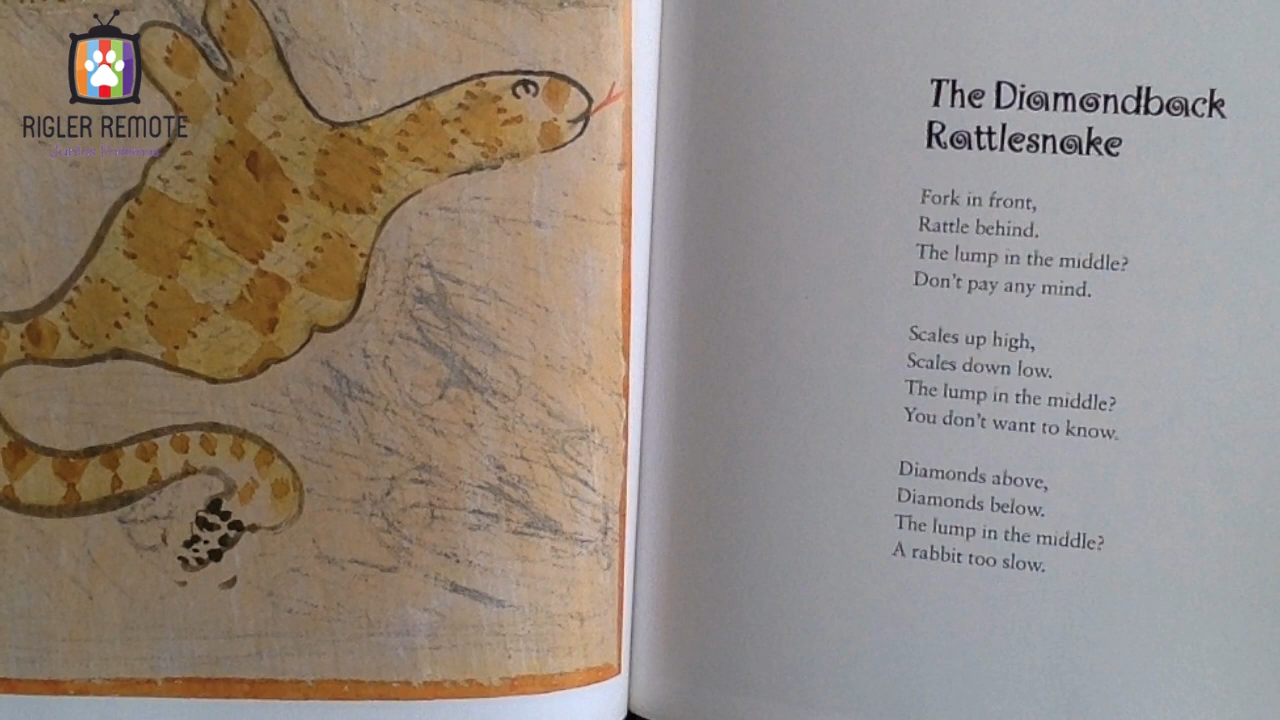 RIGLER REMOTE
The Diamondback
Rattlesnake
Fork in front,
Rattle behind.
The lump in the middle?
Don't pay any mind.
Scales up high,
Scales down low.
The lump in the middle?
You don't want to know.
Diamonds above,
Diamonds below.
The lump in the middle?
A rabbit too slow.